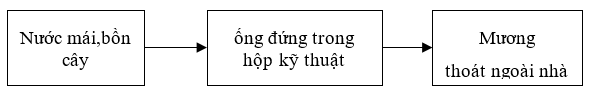 Nước mái,bồn
cây
ống đứng trong
hộp kỹ thuật
Mương
thoát ngoài nhà